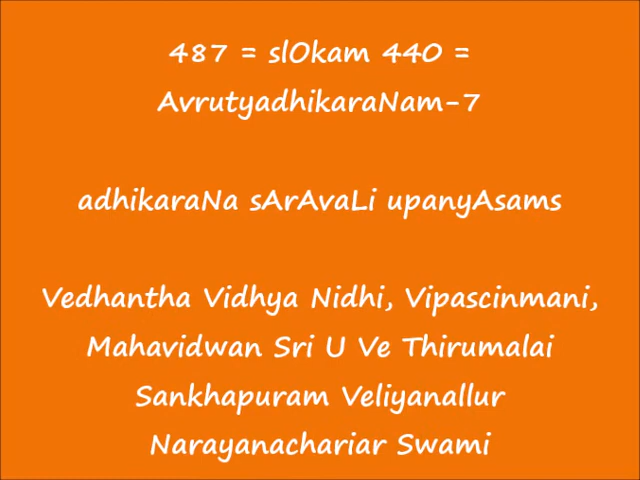 487 = slOkam 440 =
AvrutyadhikaraNam-7
adhikaraNa sArAvaLi upanyAsams
Vedhantha Vidhya Nidhi, Vipascinmani,
Mahavidwan Sri U Ve Thirumalai
Sankhapuram Veliyanallur
Narayanachariar Swami